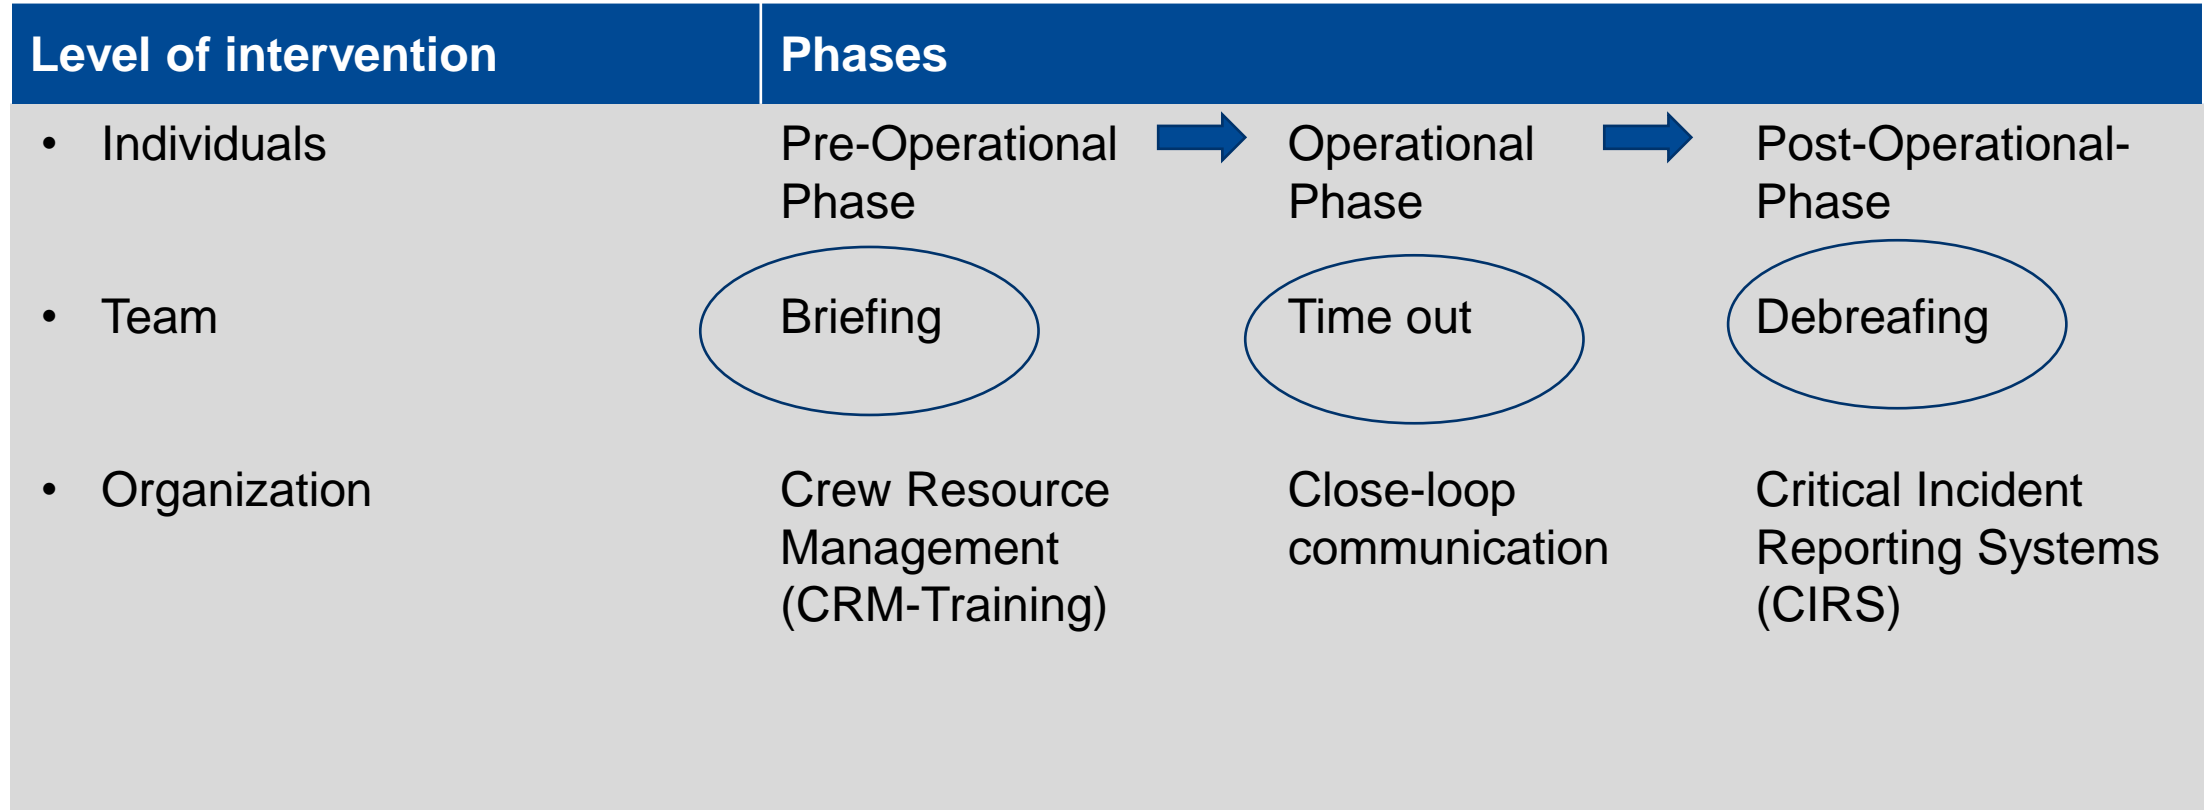 Level of intervention
Phases
• Individuals
Pre-Operational
Phase
Operational
Phase
Post-Operational-
Phase
• Team
Briefing
Time out
Debreafing
• Organization
Crew Resource
Management
(CRM-Training)
Close-loop
communication
Critical Incident
Reporting Systems
(CIRS)